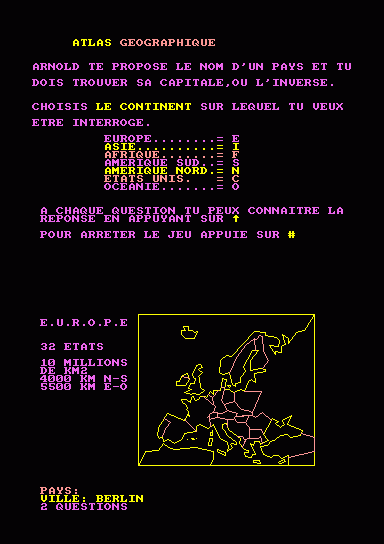 ATLAS GEOGRAPHIQUE
ARNOLD TE PROPOSE LE NOM D'UN PAYS ET TU
DOIS TROUVER SA CAPITALE,OU L'INVERSE.
CHOISIS LE CONTINENT SUR LEQUEL TU VEUX
ETRE INTERROGE.
EUROPE........= E
ASIE..........= I
AFRIQUE.......= F
AMERIQUE SUD..= S
AMERIQUE NORD.= N
ETATS UNIS.   = C
OCEANIE.......= O
A CHAQUE QUESTION TU PEUX CONNAITRE LA
REPONSE EN APPUYANT SUR ↑
POUR ARRETER LE JEU APPUIE SUR #
E.U.R.O.P.E
32 ETATS
10 MILLIONS
DE KM2
4000 KM N-S
5500 KM E-O
PAYS:
VILLE: BERLIN
2 QUESTIONS